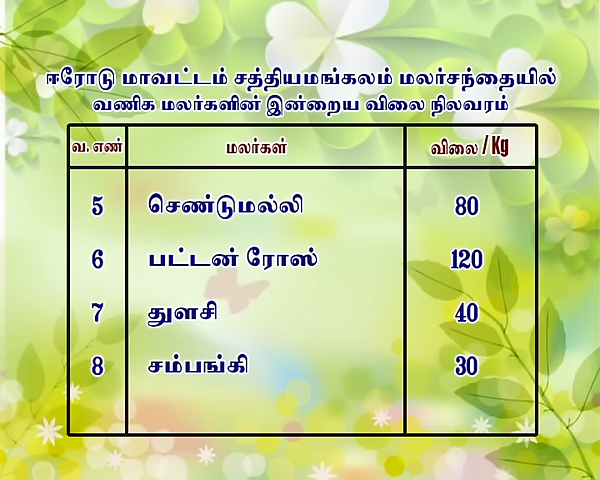 ஈரோடு மாவட்டம் சத்தியமங்கலம் மலர்சந்தையில்
வணிக மலர்களின் இன்றைய விலை நிலவரம்
வ. எண் மலர்கள் விலை / Kg
5 செண்டுமல்லி 80
6 பட்டன் ரோஸ் 120
7 துளசி 40
8 சம்பங்கி 30